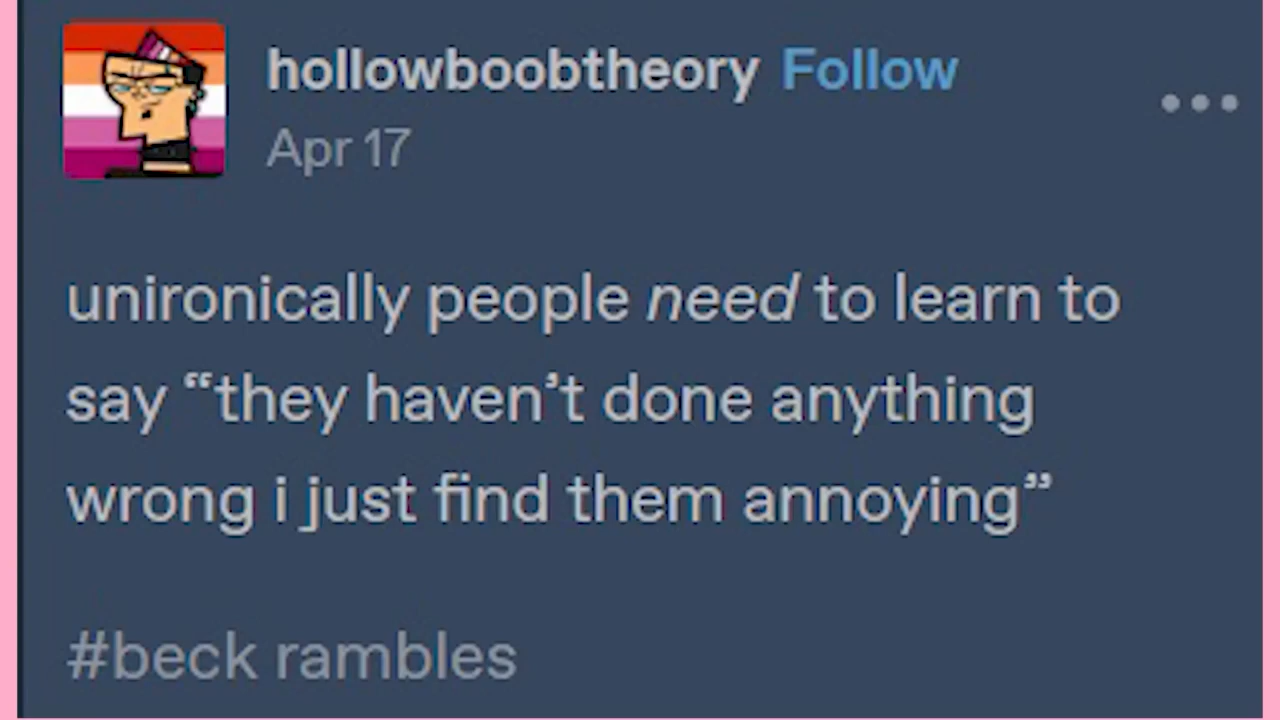 hollowboobtheory Follow
Apr 17
unironically people need to learn to
say “they haven’t done anything
wrong i just find them annoying”
#beck rambles